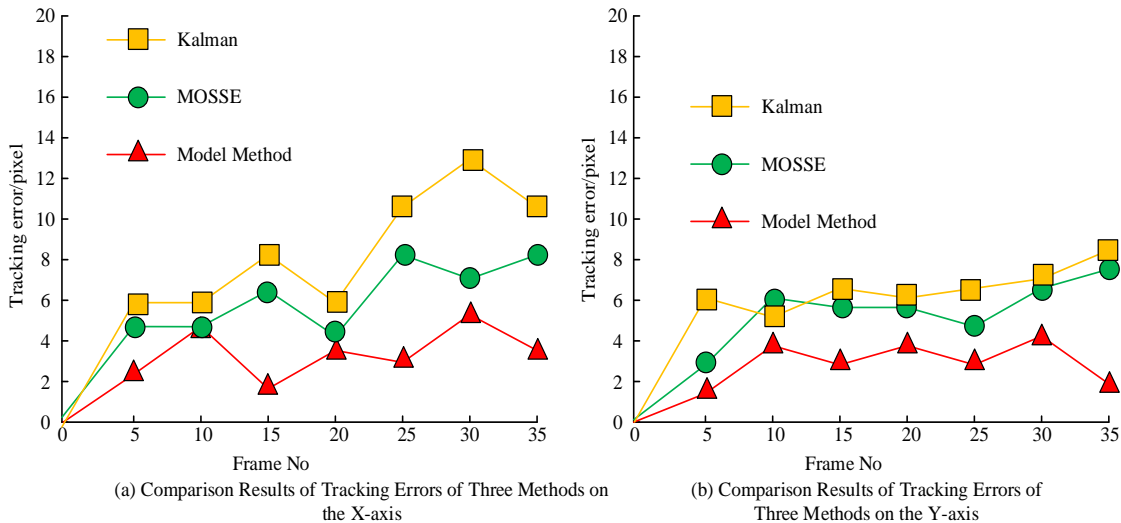 20
18
16
14
12
10
8
6
4
2
0
Tracking error/pixel
Kalman
MOSSE
Model Method
0
5
10
15
20
25
30
35
Frame No
(a) Comparison Results of Tracking Errors of Three Methods on
the X-axis
20
18
16
14
12
10
8
6
4
2
0
Tracking error/pixel
Kalman
MOSSE
Model Method
0
5
10
15
20
25
30
35
Frame No
(b) Comparison Results of Tracking Errors of
Three Methods on the Y-axis